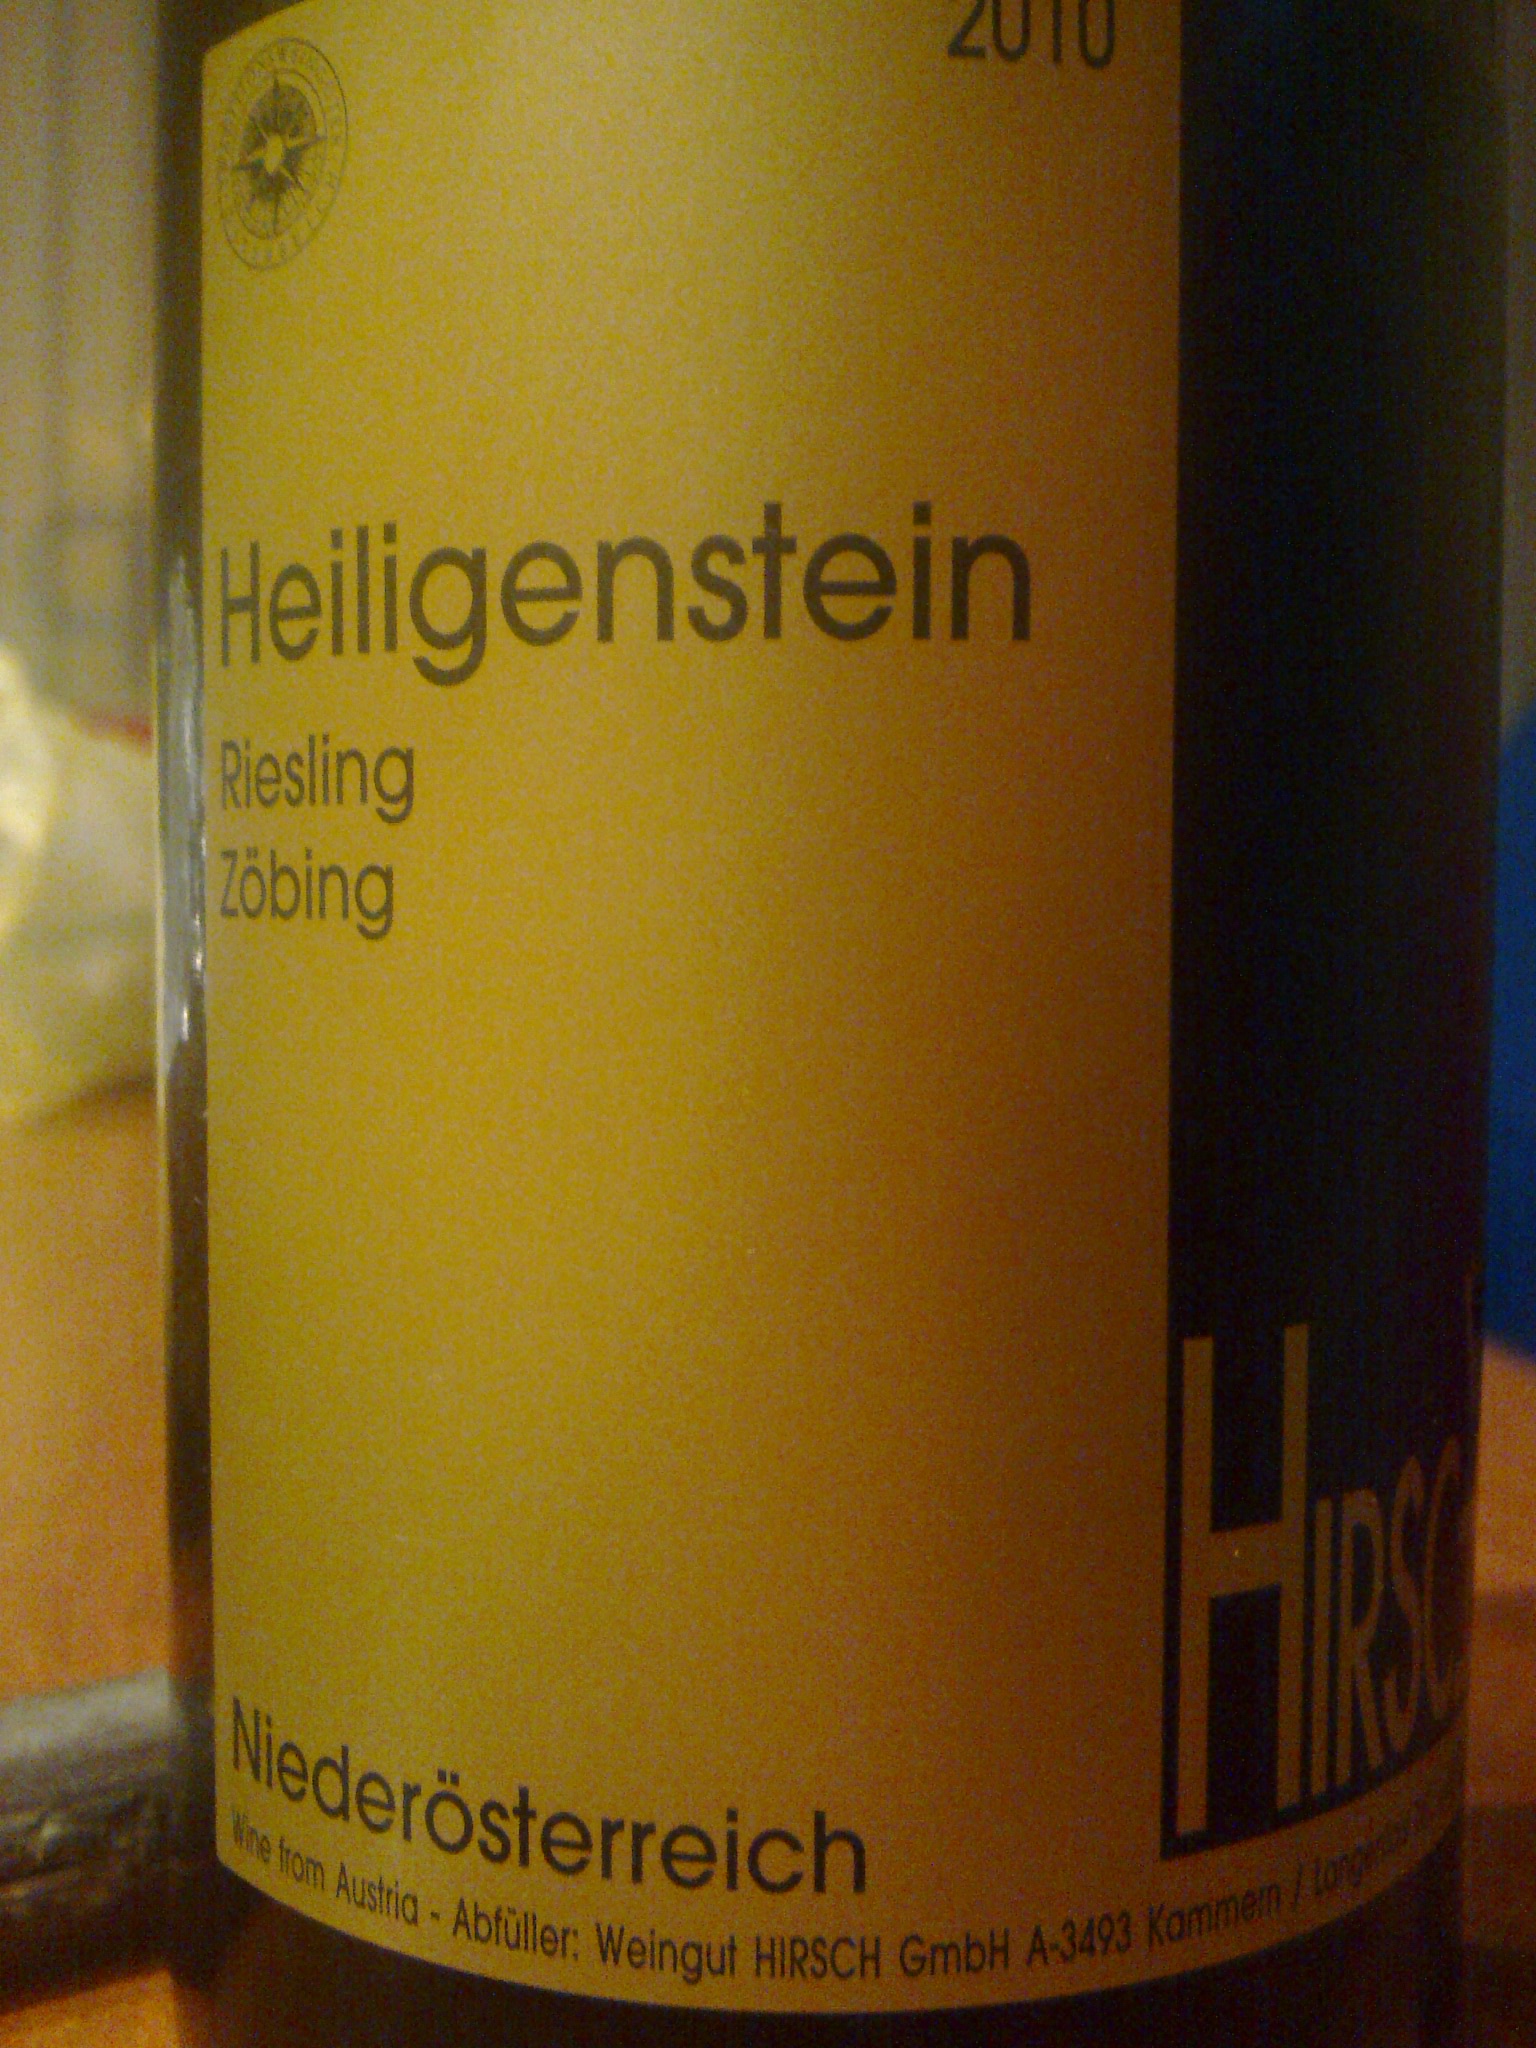 2010
Heiligenstein
Riesling
Zöbing
HIRSC
Niederösterreich
Wine from Austria - Abfüller: Weingut HIRSCH GmbH A-3493 Kammern /